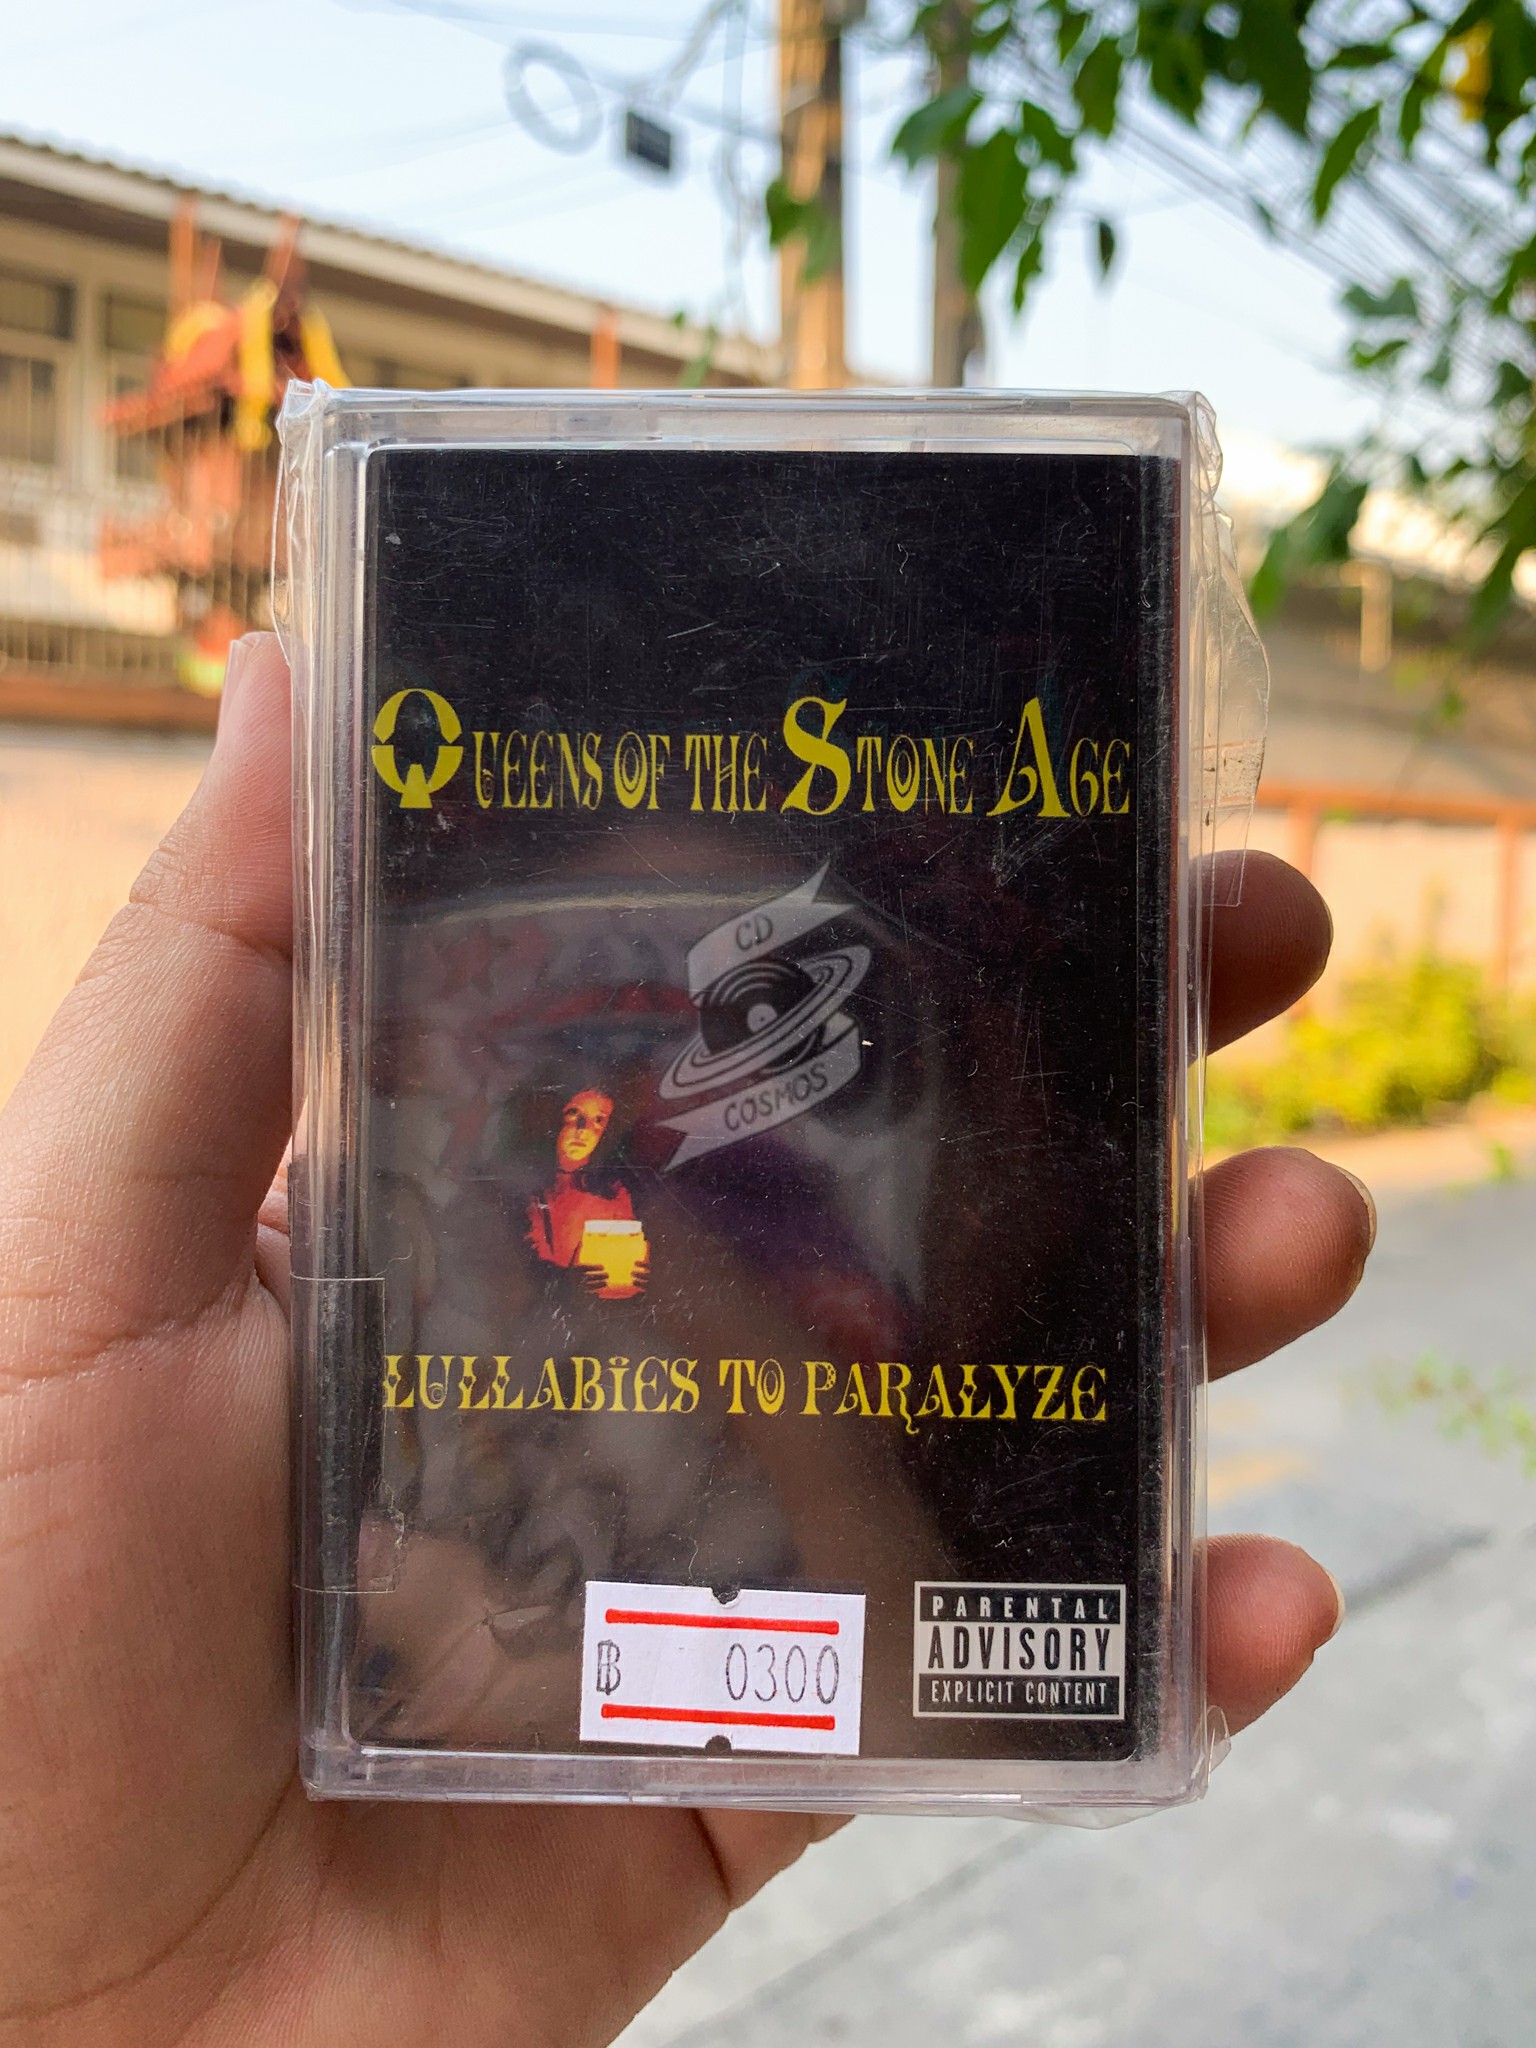 QUEENS OF THE STONE AGE
CD
COSMOS
LULLABIES TO PARALYZE
฿ 0300
PARENTAL
ADVISORY
EXPLICIT CONTENT